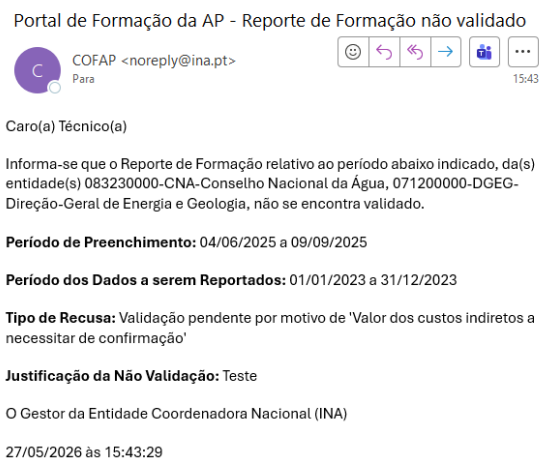 Portal de Formação da AP - Reporte de Formação não validado
C
COFAP <noreply@ina.pt>
Para
15:43
Caro(a) Técnico(a)
Informa-se que o Reporte de Formação relativo ao período abaixo indicado, da(s)
entidade(s) 083230000-CNA-Conselho Nacional da Água, 071200000-DGEG-
Direção-Geral de Energia e Geologia, não se encontra validado.
Período de Preenchimento: 04/06/2025 a 09/09/2025
Período dos Dados a serem Reportados: 01/01/2023 a 31/12/2023
Tipo de Recusa: Validação pendente por motivo de 'Valor dos custos indiretos a
necessitar de confirmação'
Justificação da Não Validação: Teste
O Gestor da Entidade Coordenadora Nacional (INA)
27/05/2026 às 15:43:29